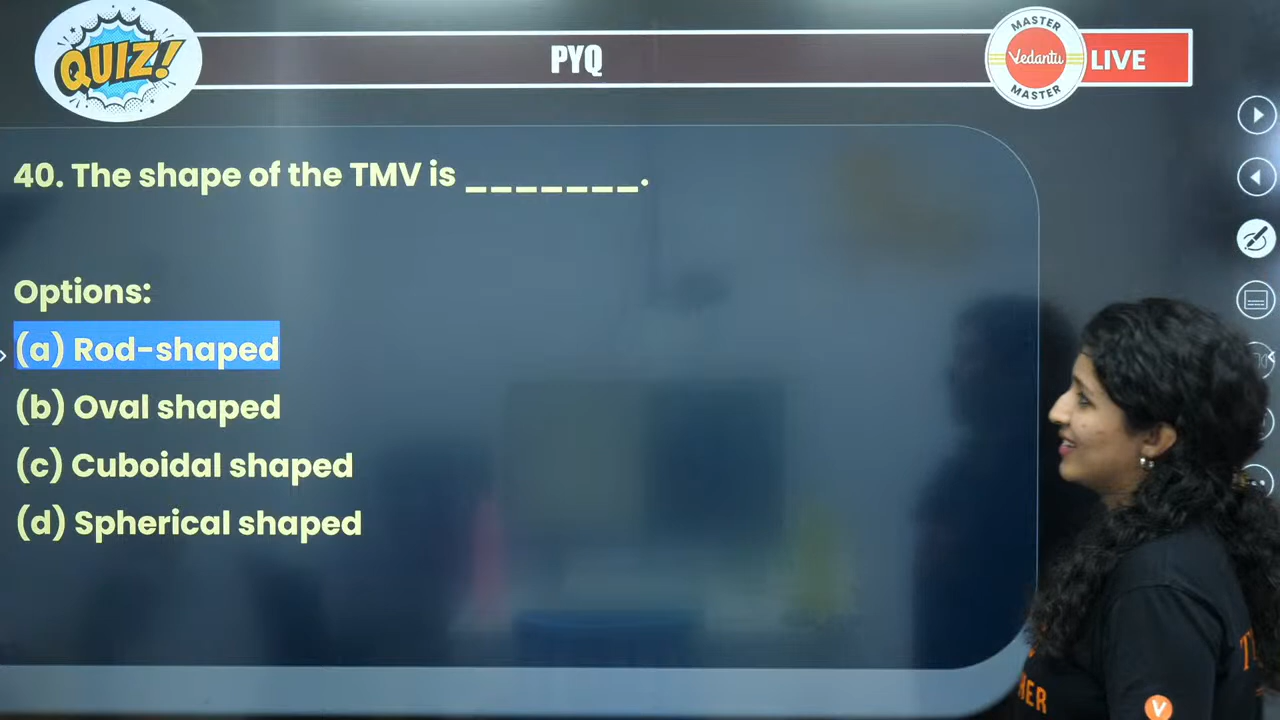 QUIZ!
PYQ
MASTER
Vedantu
MASTER
LIVE
40. The shape of the TMV is _______.
Options:
(a) Rod-shaped
(b) Oval shaped
(c) Cuboidal shaped
(d) Spherical shaped
V